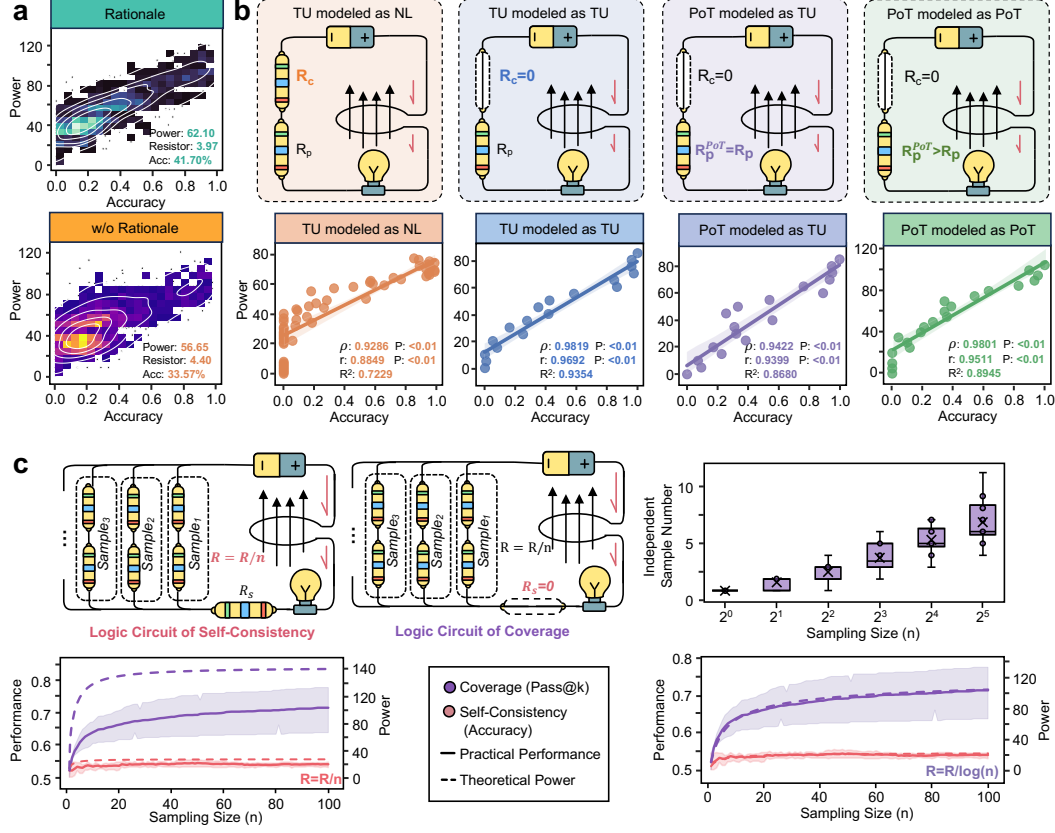 a
Rationale
Power
120
80
40
0
Power: 62.10
Resistor: 3.97
Acc: 41.70%
0.0 0.2 0.4 0.6 0.8 1.0
Accuracy
w/o Rationale
Power
120
80
40
0
Power: 56.65
Resistor: 4.40
Acc: 33.57%
0.0 0.2 0.4 0.6 0.8 1.0
Accuracy
b
TU modeled as NL
Rc
Rp
TU modeled as TU
Rc=0
Rp
PoT modeled as TU
Rc=0
Rp^PoT=Rp
PoT modeled as PoT
Rc=0
Rp^PoT>Rp
TU modeled as NL
Power
80
60
40
20
0
ρ: 0.9286 P: <0.01
r: 0.8849 P: <0.01
R²: 0.7229
0.0 0.2 0.4 0.6 0.8 1.0
Accuracy
TU modeled as TU
80
60
40
20
0
ρ: 0.9819 P: <0.01
r: 0.9692 P: <0.01
R²: 0.9354
0.0 0.2 0.4 0.6 0.8 1.0
Accuracy
PoT modeled as TU
100
80
60
40
20
0
ρ: 0.9422 P: <0.01
r: 0.9399 P: <0.01
R²: 0.8680
0.0 0.2 0.4 0.6 0.8 1.0
Accuracy
PoT modeled as PoT
120
80
40
0
ρ: 0.9801 P: <0.01
r: 0.9511 P: <0.01
R²: 0.8945
0.0 0.2 0.4 0.6 0.8 1.0
Accuracy
c
...
Sample3
Sample2
Sample1
R = R/n
Rs
Logic Circuit of Self-Consistency
...
Sample3
Sample2
Sample1
R = R/n
Rs=0
Logic Circuit of Coverage
Independent
Sample Number
10
5
0
2⁰ 2¹ 2² 2³ 2⁴ 2⁵
Sampling Size (n)
Performance
0.8
0.7
0.6
0.5
140
120
100
80
60
40
20
0
Power
R=R/n
0 20 40 60 80 100
Sampling Size (n)
Coverage (Pass@k)
Self-Consistency
(Accuracy)
Practical Performance
Theoretical Power
Performance
0.8
0.7
0.6
0.5
120
100
80
60
40
20
0
Power
R=R/log(n)
0 20 40 60 80 100
Sampling Size (n)